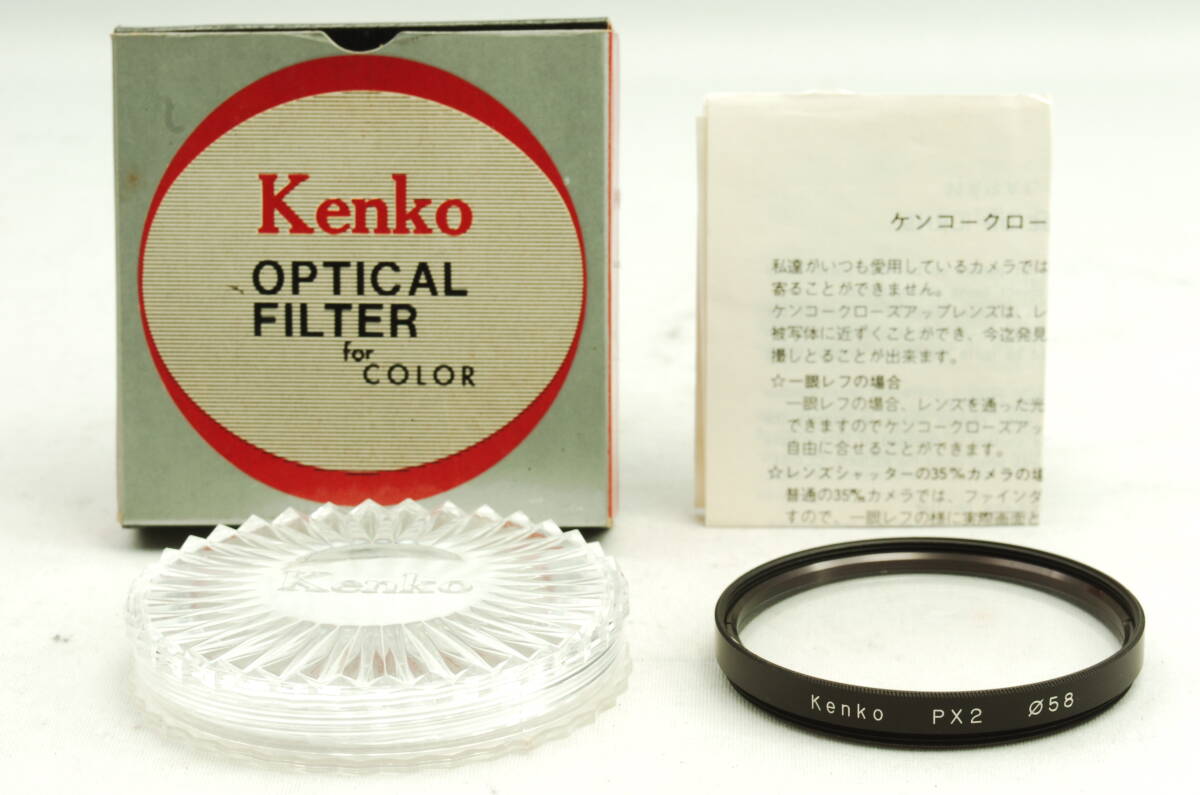 Kenko
OPTICAL
FILTER
for
COLOR
ケンコークロー
私達がいつも愛用しているカメラでは
寄ることができません。
ケンコークローズアップレンズは、レ
被写体に近ずくことができ、今迄発見
撮しとることが出来ます。
☆一眼レフの場合
一眼レフの場合、レンズを通った光
できますのでケンコークローズアッ
自由に合せることができます。
☆レンズシャッターの35%カメラの場
普通の35%カメラでは、ファインダ
すので、一眼レフの様に実際画面と
Kenko
Kenko PX2 Ø58